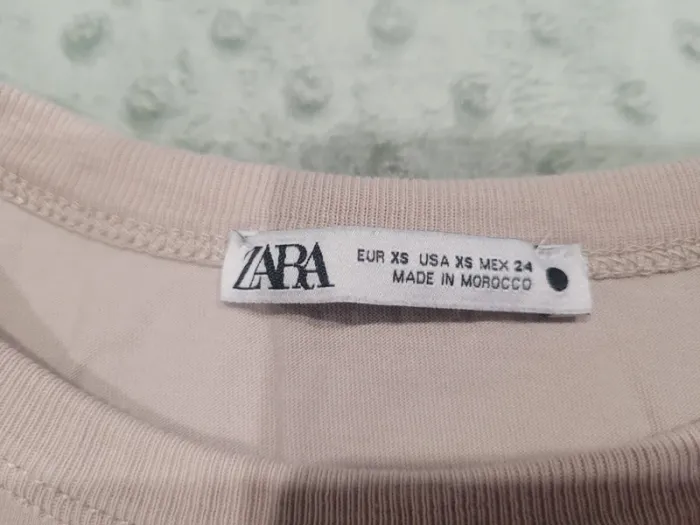 ZARA
EUR XS USA XS MEX 24
MADE IN MOROCCO